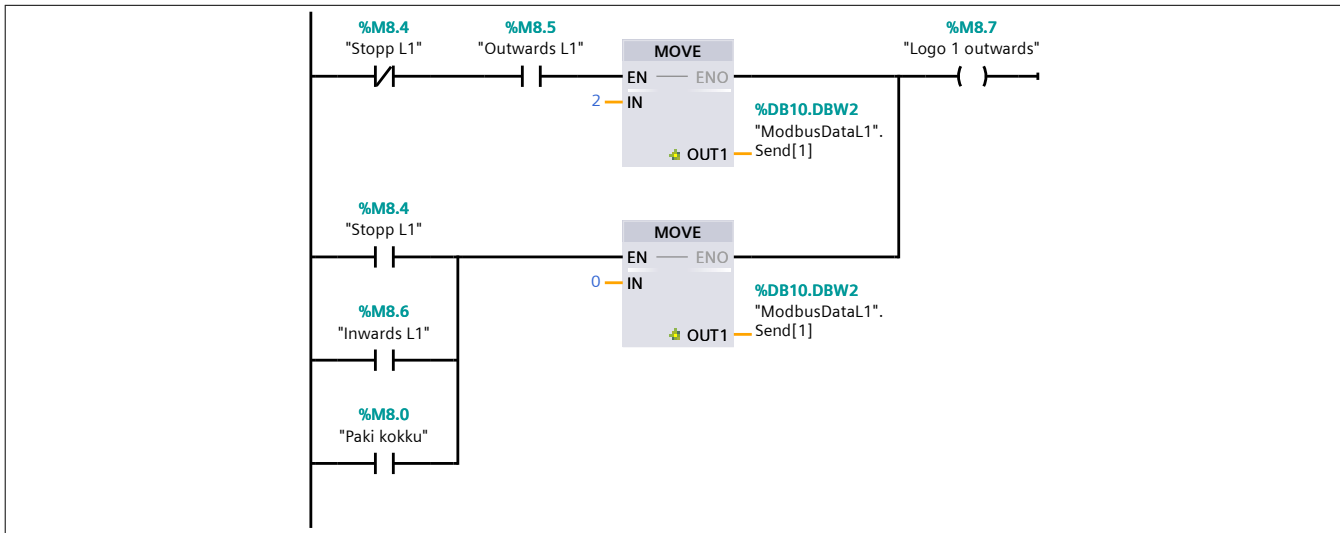 %M8.4
"Stopp L1"
%M8.5
"Outwards L1"
MOVE
EN
ENO
2
IN
OUT1
%DB10.DBW2
"ModbusDataL1".
Send[1]
%M8.7
"Logo 1 outwards"
%M8.4
"Stopp L1"
MOVE
EN
ENO
0
IN
OUT1
%DB10.DBW2
"ModbusDataL1".
Send[1]
%M8.6
"Inwards L1"
%M8.0
"Paki kokku"